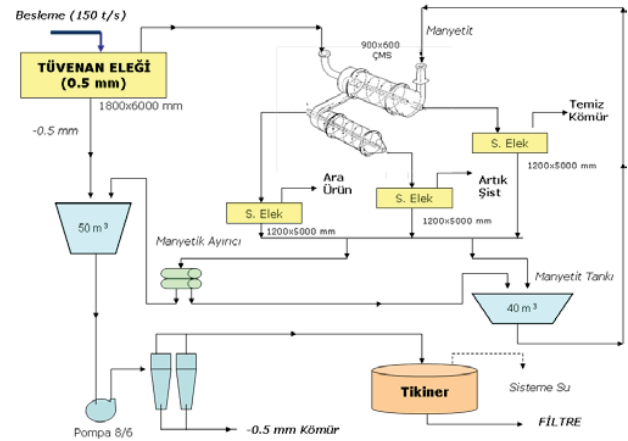 Besleme (150 t/s)
TÜVENAN ELEĞİ
(0.5 mm)
1800x6000 mm
-0.5 mm
900x600
ÇMS
Manyetit
Temiz
Kömür
S. Elek
1200x5000 mm
Ara
Ürün
Artık
Şist
S. Elek
1200x5000 mm
S. Elek
1200x5000 mm
50 m³
Manyetik Ayırıcı
Manyetit Tankı
40 m³
Tikiner
Sisteme Su
FİLTRE
Pompa 8/6
-0.5 mm Kömür